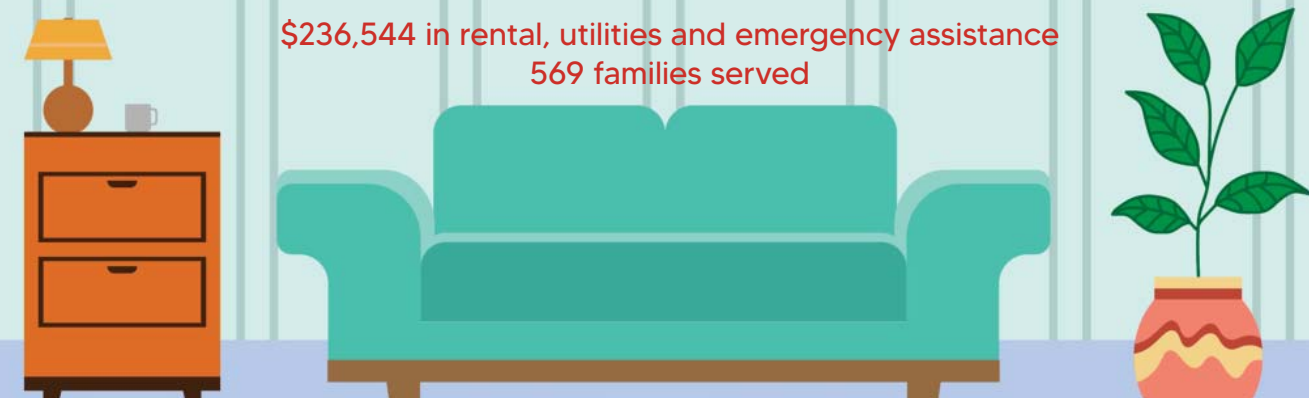 $236,544 in rental, utilities and emergency assistance
569 families served